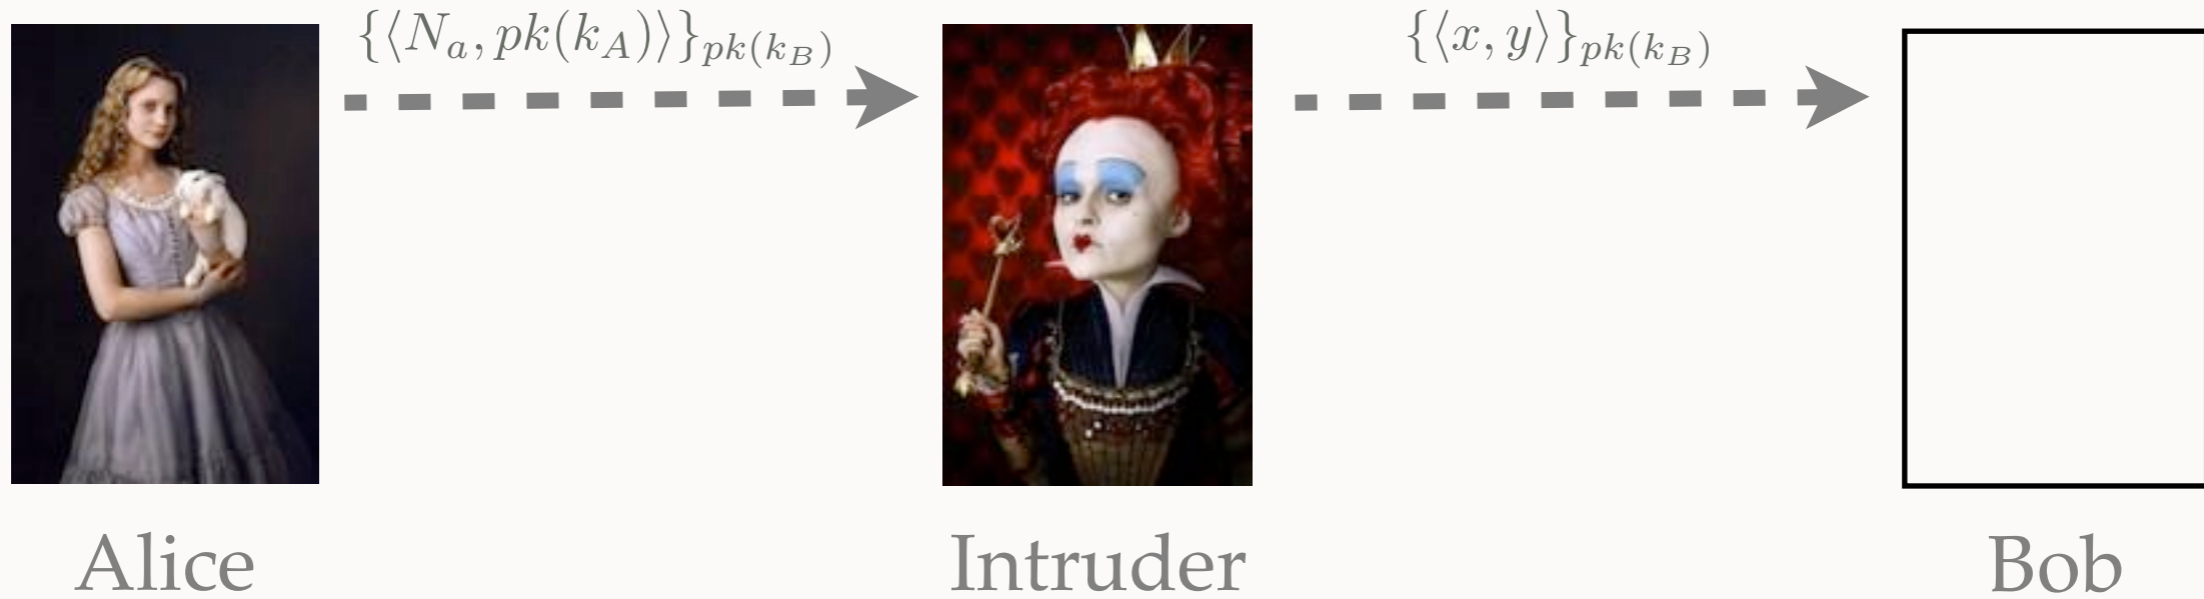 {⟨N_a, pk(k_A)⟩}_{pk(k_B)}
{⟨x, y⟩}_{pk(k_B)}
Alice
Intruder
Bob